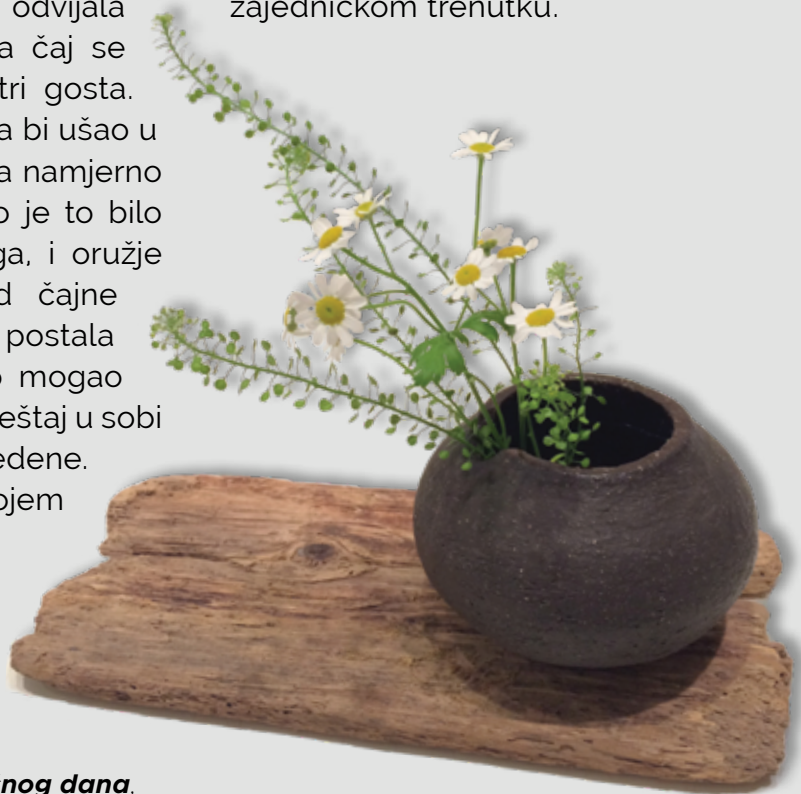 odvijala
a čaj se
tri gosta.
a bi ušao u
a namjerno
o je to bilo
ga, i oružje
d čajne
postala
o mogao
eštaj u sobi
edene.
ojem
snog dana.
zajedničkom trenutku.